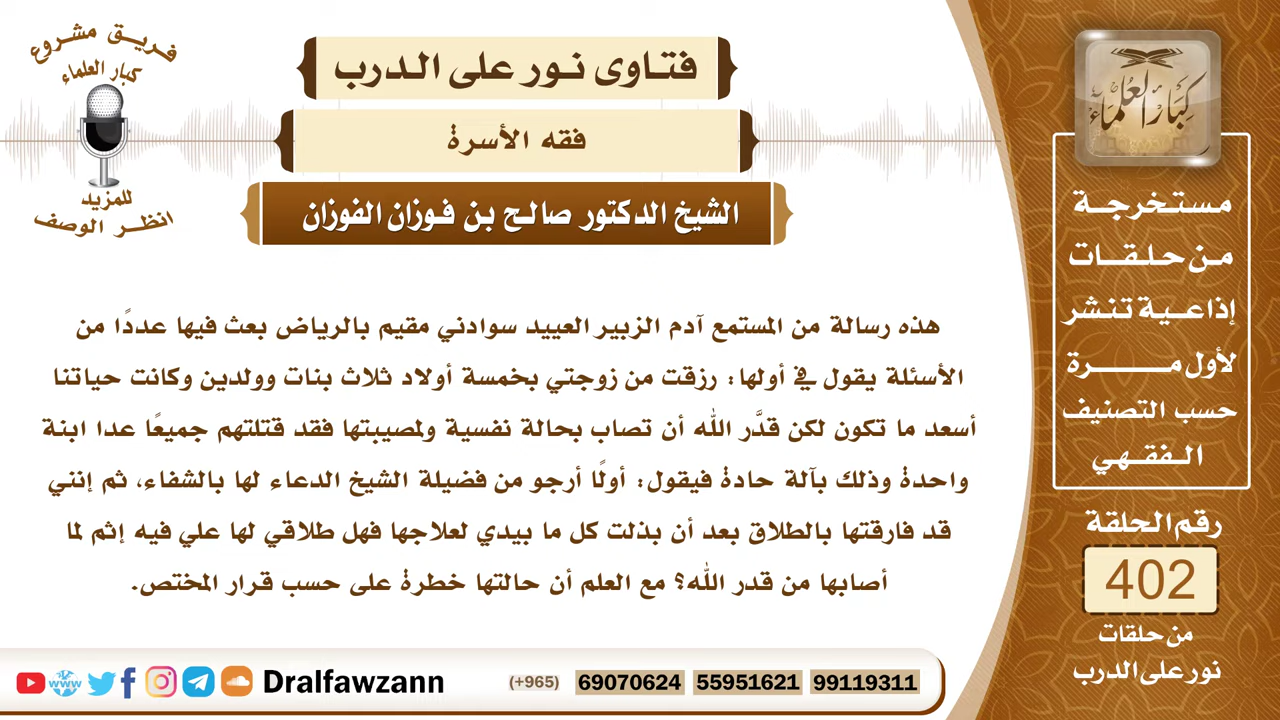 فريق مشروع
كبار العلماء
للمزيد
انظر الوصف
فتاوى نور على الدرب
فقه الأسرة
الشيخ الدكتور صالح بن فوزان الفوزان
هذه رسالة من المستمع آدم الزبير العييد سوادني مقيم بالرياض بعث فيها عددًا من
الأسئلة يقول في أولها: رزقت من زوجتي بخمسة أولاد ثلاث بنات وولدين وكانت حياتنا
أسعد ما تكون لكن قدَّر الله أن تصاب بحالة نفسية ولمصيبتها فقد قتلتهم جميعًا عدا ابنة
واحدة وذلك بآلة حادة فيقول: أولًا أرجو من فضيلة الشيخ الدعاء لها بالشفاء، ثم إنني
قد فارقتها بالطلاق بعد أن بذلت كل ما بيدي لعلاجها فهل طلاقي لها علي فيه إثم لما
أصابها من قدر الله؟ مع العلم أن حالتها خطرة على حسب قرار المختص.
كبار العلماء
مستخرجة
من حلقات
إذاعية تنشر
لأول مرة
حسب التصنيف
الفقهي
رقم الحلقة
402
من حلقات
نور على الدرب
www Dralfawzann (+965) 69070624 55951621 99119311